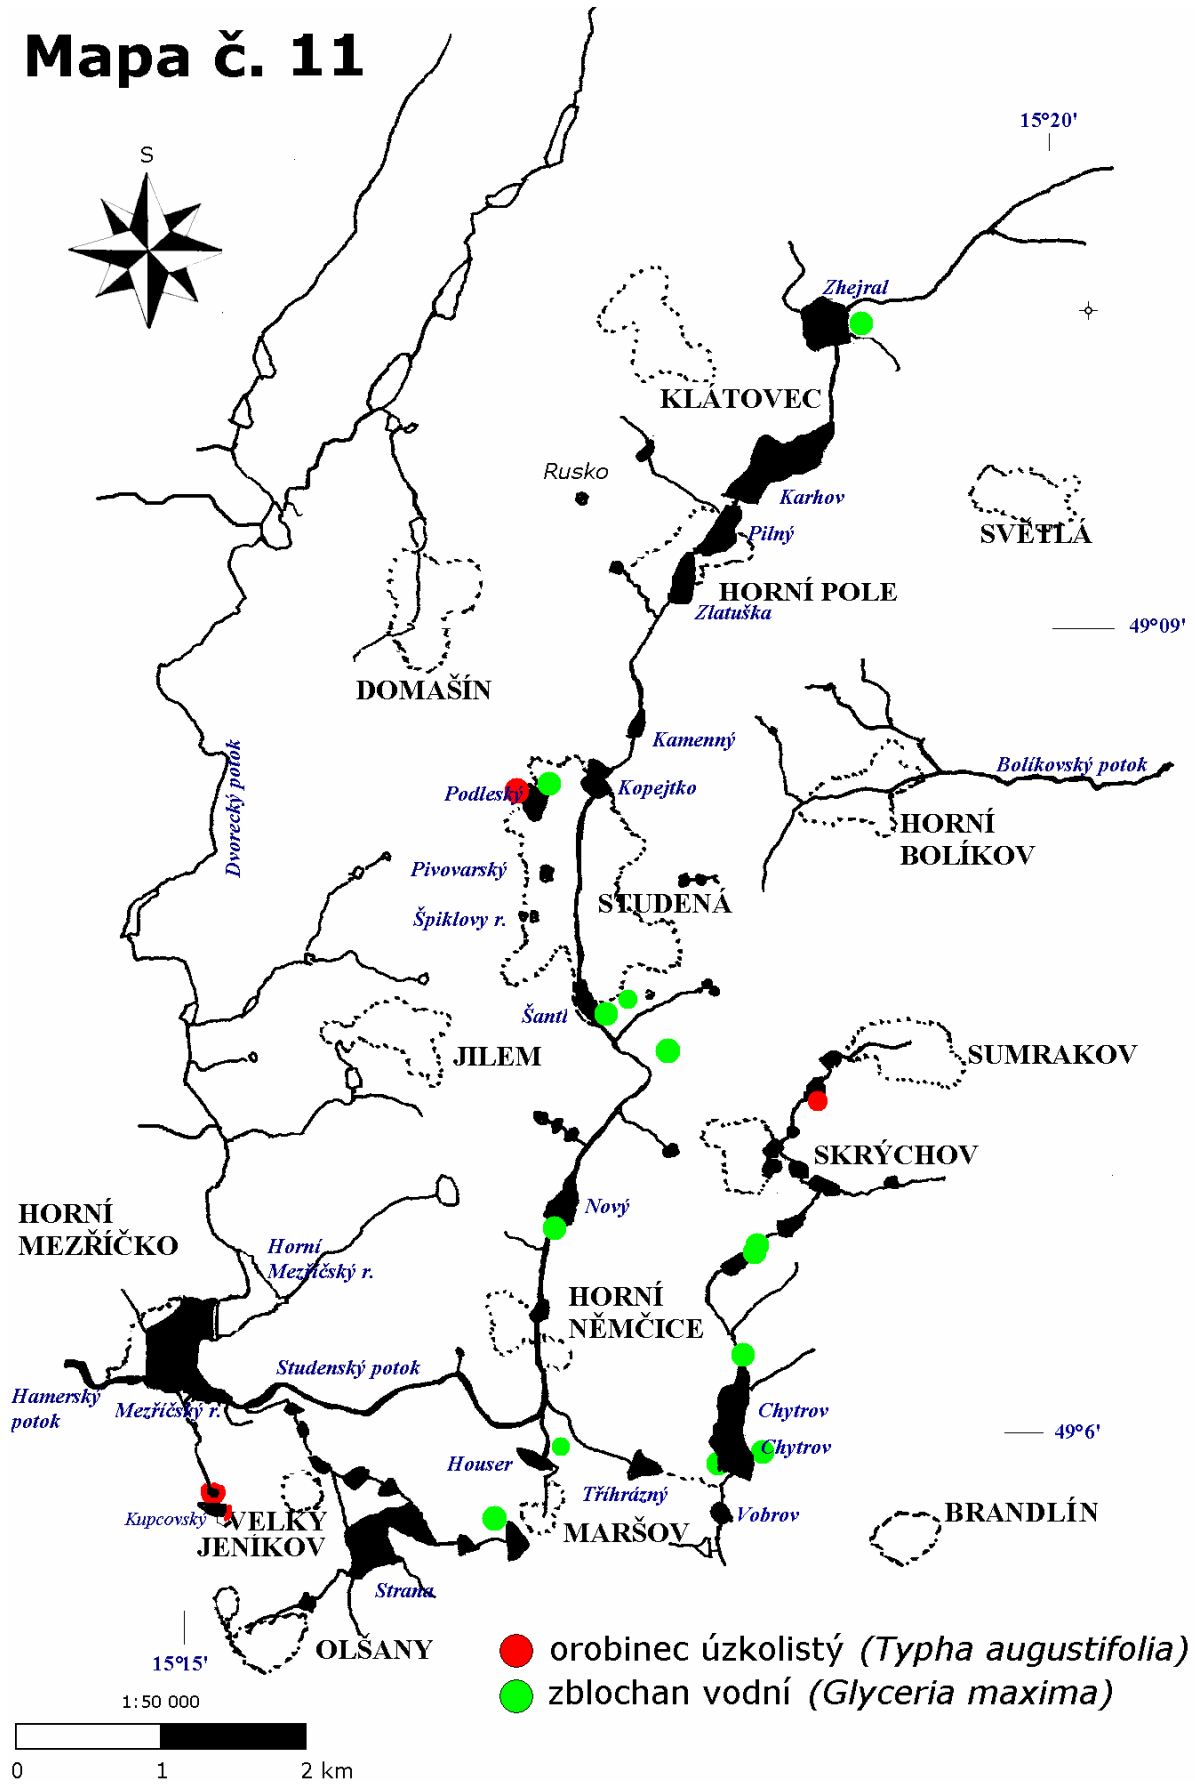 Mapa č. 11
15°20'
S
Zhejral
KLATOVEC
Rusko
Karhov
Pilný
SVĚTLÁ
HORNÍ POLE
Zlatuška
49°09'
DOMAŠÍN
Kamenný
Dvorecký potok
Bolíkovský potok
Podleský
Kopejtko
HORNÍ
BOLÍKOV
Pivovarský
STUDENÁ
Špiklovy r.
Šantl
JILEM
SUMRAKOV
SKRÝCHOV
Nový
HORNÍ
MEZŘÍČKO
Horní
Mezřičský r.
HORNÍ
NĚMČICE
Studenský potok
Hamerský
potok
Mezřičský r.
Chytrov
Chytrov
49°6'
Houser
Tříhrázný
Kupcovský
VELKÝ
JENÍKOV
MARŠOV
Vobrov
BRANDLÍN
Strana
OLŠANY
15°15'
orobinec úzkolistý (Typha augustifolia)
zblochan vodní (Glyceria maxima)
1:50 000
0 1 2 km